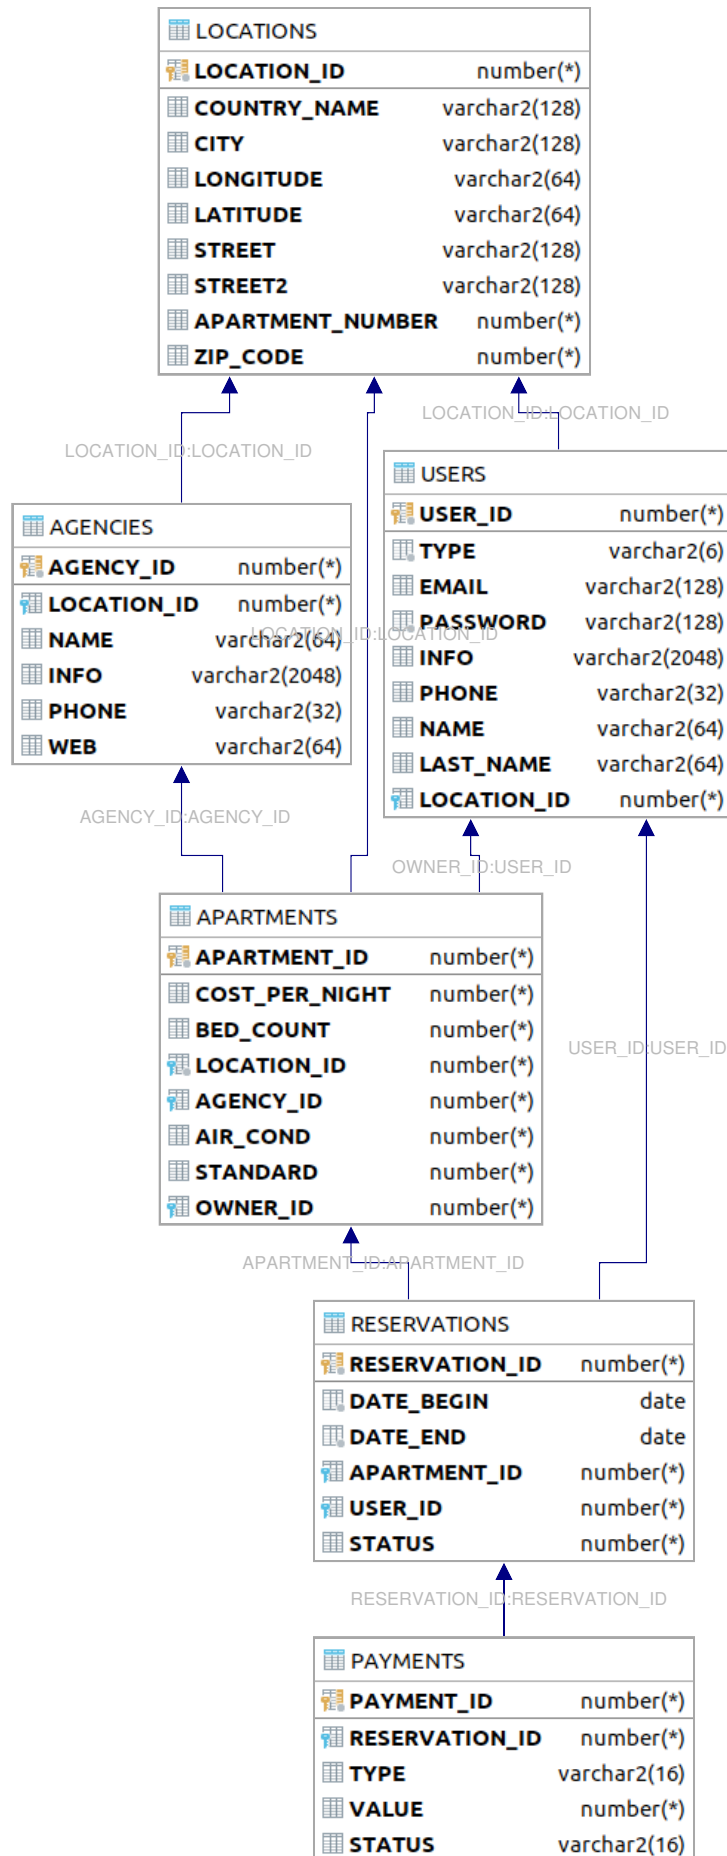 LOCATIONS
LOCATION_ID number(*)
COUNTRY_NAME varchar2(128)
CITY varchar2(128)
LONGITUDE varchar2(64)
LATITUDE varchar2(64)
STREET varchar2(128)
STREET2 varchar2(128)
APARTMENT_NUMBER number(*)
ZIP_CODE number(*)
LOCATION_ID:LOCATION_ID
LOCATION_ID:LOCATION_ID
USERS
USER_ID number(*)
TYPE varchar2(6)
EMAIL varchar2(128)
PASSWORD varchar2(128)
INFO varchar2(2048)
PHONE varchar2(32)
NAME varchar2(64)
LAST_NAME varchar2(64)
LOCATION_ID number(*)
AGENCIES
AGENCY_ID number(*)
LOCATION_ID number(*)
NAME varchar2(64)
INFO varchar2(2048)
PHONE varchar2(32)
WEB varchar2(64)
LOCATION_ID:LOCATION_ID
AGENCY_ID:AGENCY_ID
OWNER_ID:USER_ID
APARTMENTS
APARTMENT_ID number(*)
COST_PER_NIGHT number(*)
BED_COUNT number(*)
LOCATION_ID number(*)
AGENCY_ID number(*)
AIR_COND number(*)
STANDARD number(*)
OWNER_ID number(*)
USER_ID:USER_ID
APARTMENT_ID:APARTMENT_ID
RESERVATIONS
RESERVATION_ID number(*)
DATE_BEGIN date
DATE_END date
APARTMENT_ID number(*)
USER_ID number(*)
STATUS number(*)
RESERVATION_ID:RESERVATION_ID
PAYMENTS
PAYMENT_ID number(*)
RESERVATION_ID number(*)
TYPE varchar2(16)
VALUE number(*)
STATUS varchar2(16)